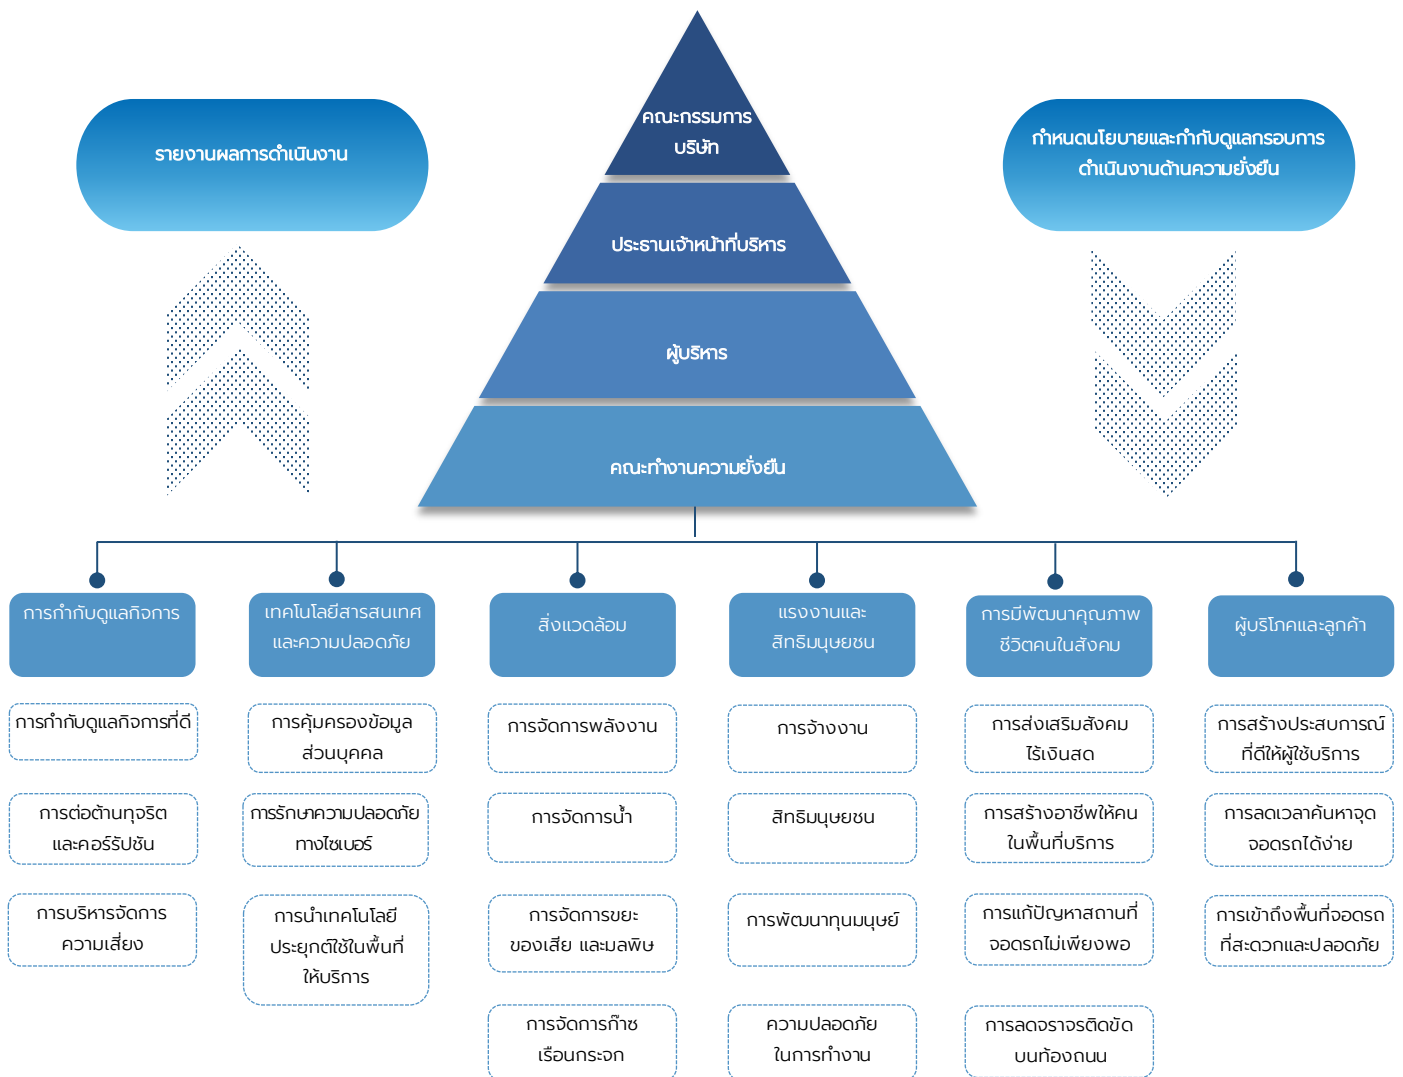 คณะกรรมการ
บริษัท
รายงานผลการดำเนินงาน
กำหนดนโยบายและกำกับดูแลกรอบการ
ดำเนินงานด้านความยั่งยืน
ประธานเจ้าหน้าที่บริหาร
ผู้บริหาร
คณะทำงานความยั่งยืน
การกำกับดูแลกิจการ
การกำกับดูแลกิจการที่ดี
การต่อต้านทุจริต
และคอร์รัปชัน
การบริหารจัดการ
ความเสี่ยง
เทคโนโลยีสารสนเทศ
และความปลอดภัย
การคุ้มครองข้อมูล
ส่วนบุคคล
การรักษาความปลอดภัย
ทางไซเบอร์
การนำเทคโนโลยี
ประยุกต์ใช้ในพื้นที่
ให้บริการ
สิ่งแวดล้อม
การจัดการพลังงาน
การจัดการน้ำ
การจัดการขยะ
ของเสีย และมลพิษ
การจัดการก๊าซ
เรือนกระจก
แรงงานและ
สิทธิมนุษยชน
การจ้างงาน
สิทธิมนุษยชน
การพัฒนาทุนมนุษย์
ความปลอดภัย
ในการทำงาน
การมีพัฒนาคุณภาพ
ชีวิตคนในสังคม
การส่งเสริมสังคม
ไร้เงินสด
การสร้างอาชีพให้คน
ในพื้นที่บริการ
การแก้ปัญหาสถานที่
จอดรถไม่เพียงพอ
การลดจราจรติดขัด
บนท้องถนน
ผู้บริโภคและลูกค้า
การสร้างประสบการณ์
ที่ดีให้ผู้ใช้บริการ
การลดเวลาค้นหาจุด
จอดรถได้ง่าย
การเข้าถึงพื้นที่จอดรถ
ที่สะดวกและปลอดภัย